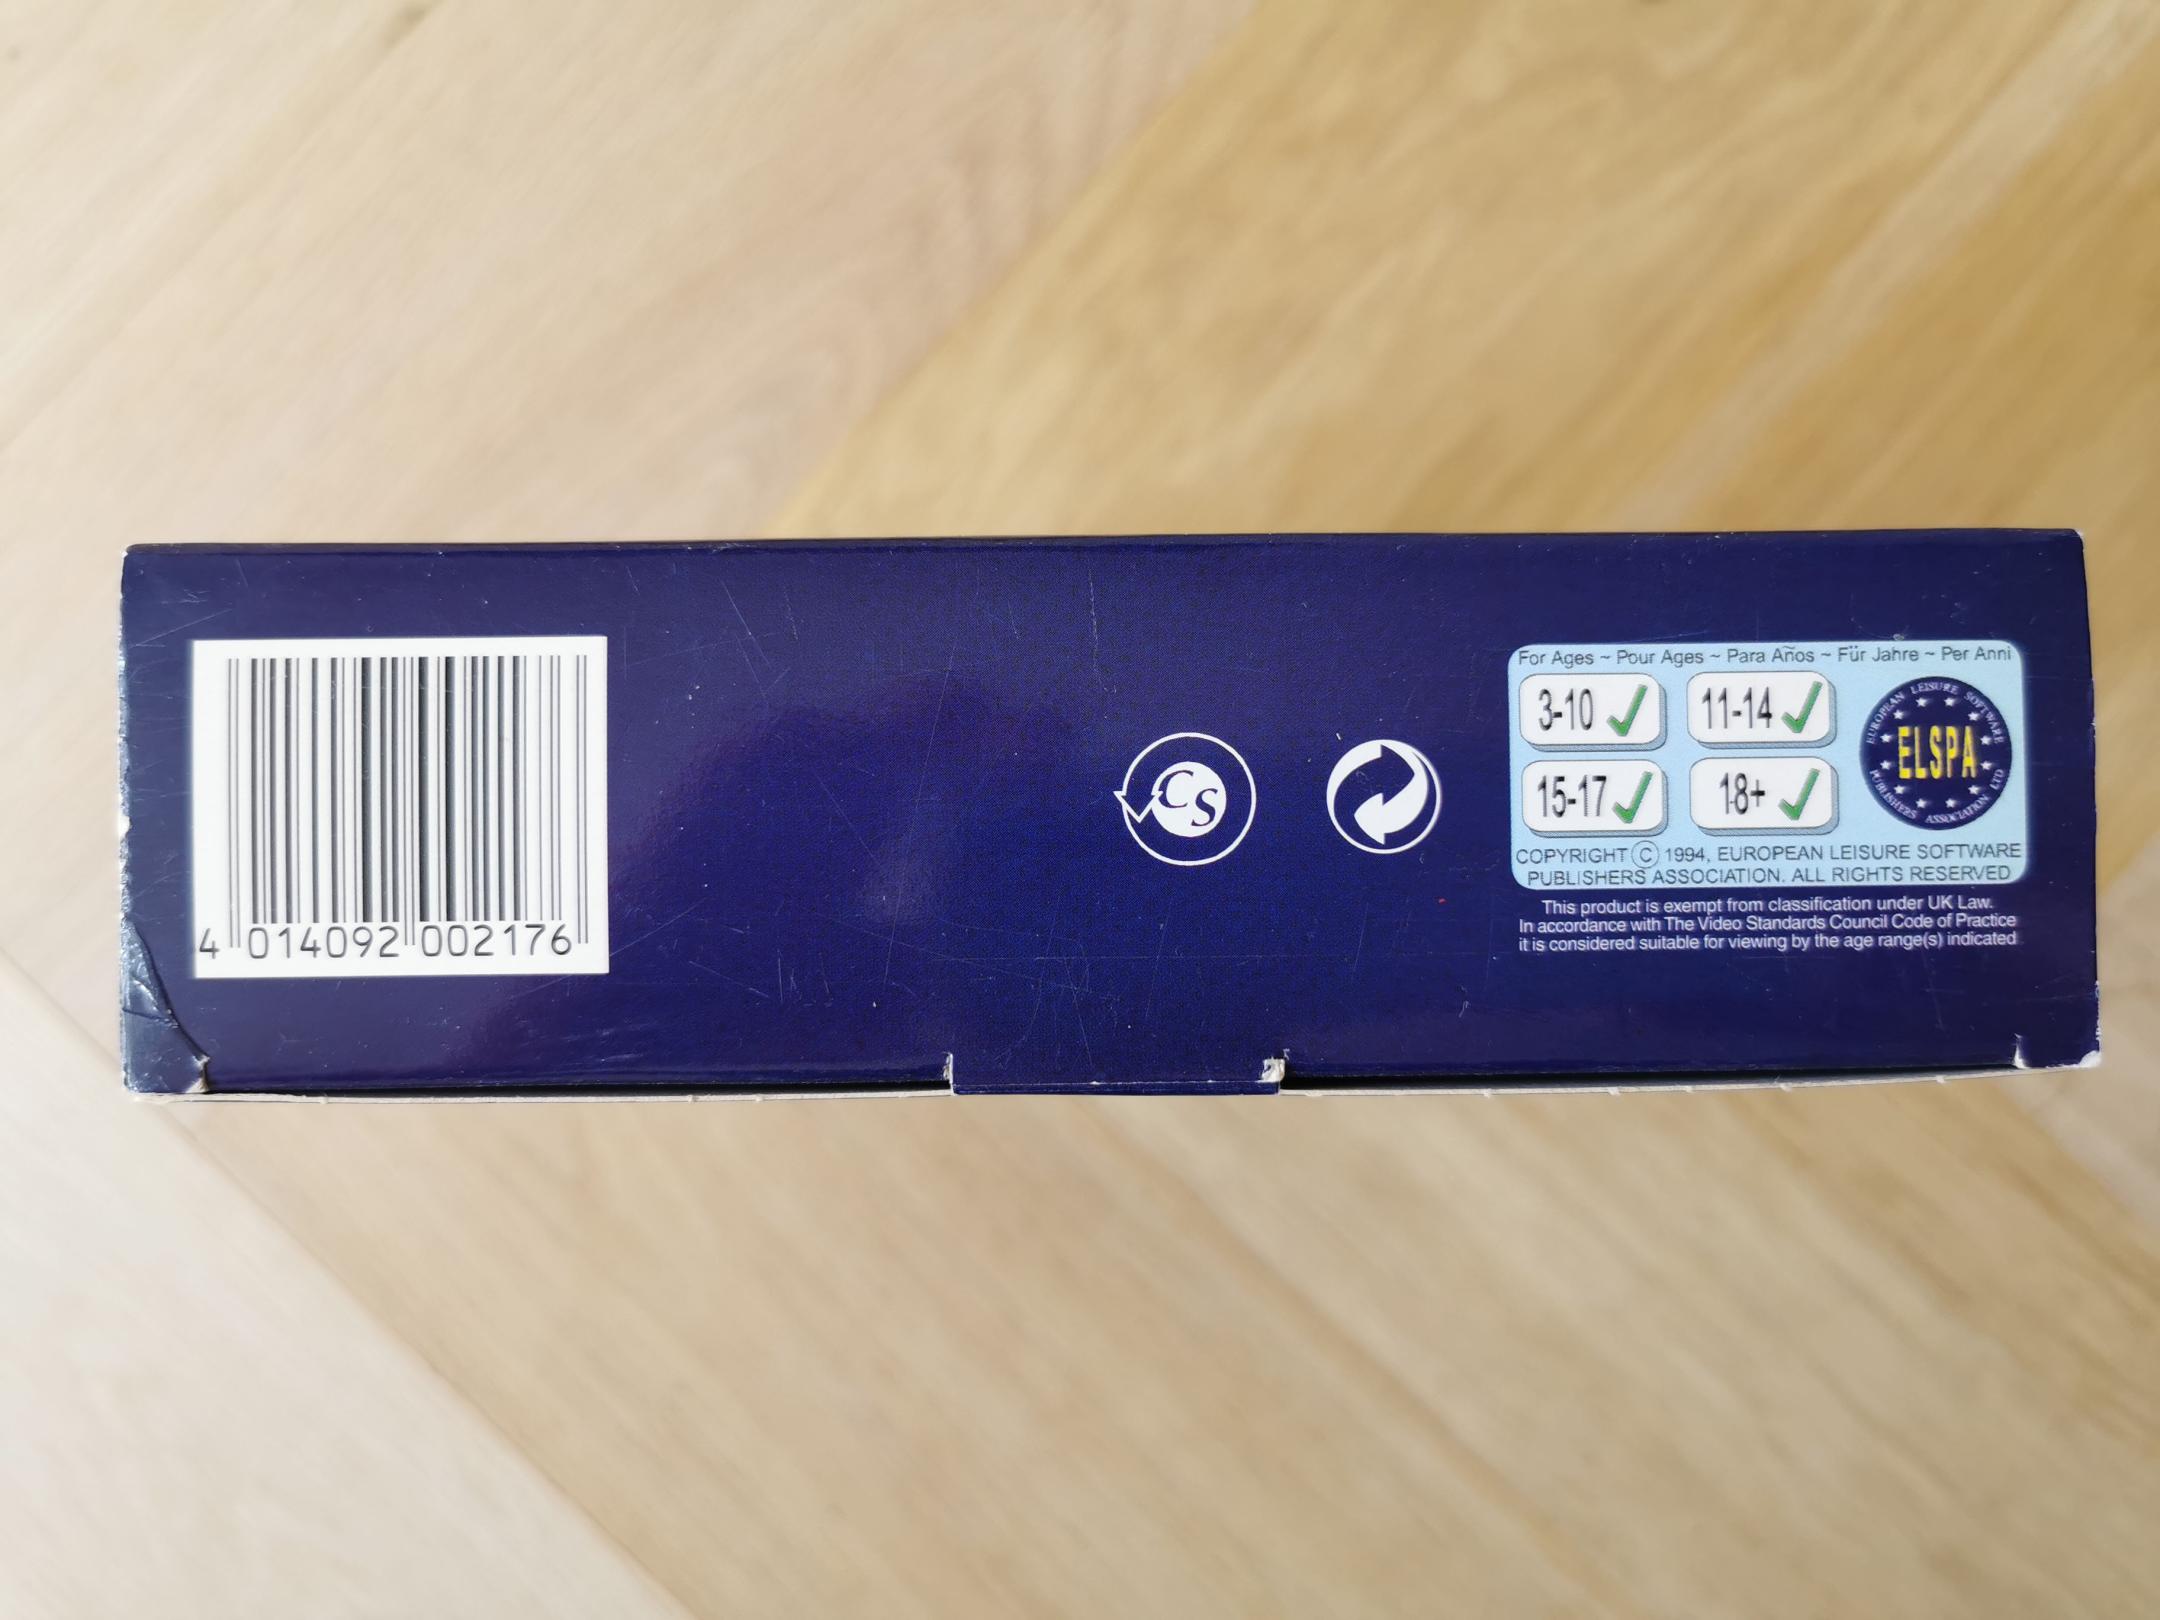 4 014092 002176
CS
For Ages ~ Pour Ages ~ Para Años ~ Für Jahre ~ Per Anni
3-10 11-14
15-17 18+
EUROPEAN LEISURE SOFTWARE
ELSPA
PUBLISHERS ASSOCIATION LTD
COPYRIGHT © 1994, EUROPEAN LEISURE SOFTWARE
PUBLISHERS ASSOCIATION. ALL RIGHTS RESERVED
This product is exempt from classification under UK Law.
In accordance with The Video Standards Council Code of Practice
it is considered suitable for viewing by the age range(s) indicated